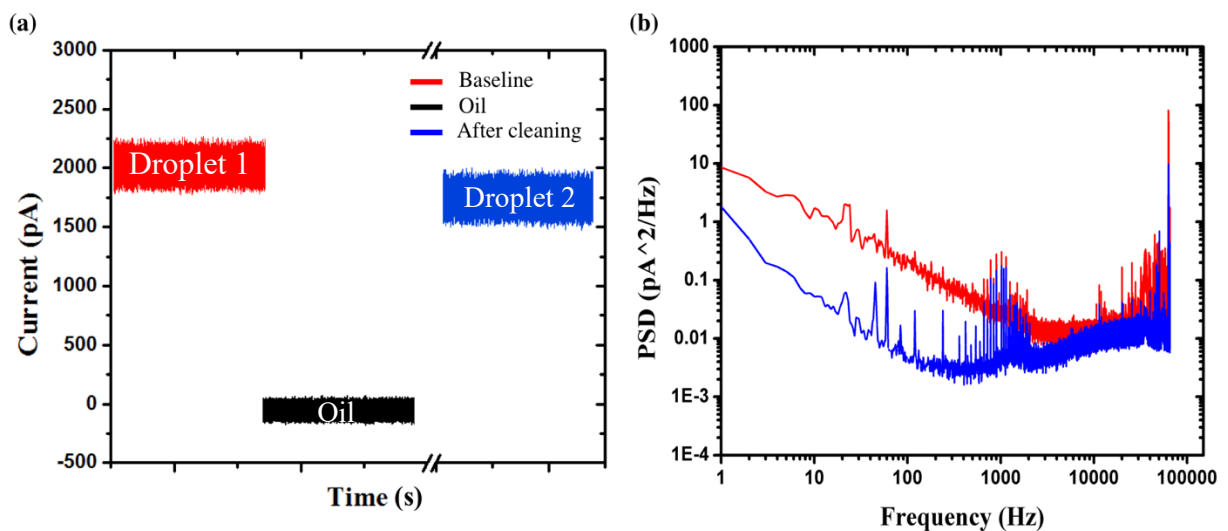 (a)
3000
2500
2000
1500
1000
500
0
-500
Current (pA)
Time (s)
Baseline
Oil
After cleaning
Droplet 1
Oil
Droplet 2
(b)
1000
100
10
1
0.1
0.01
1E-3
1E-4
PSD (pA^2/Hz)
1 10 100 1000 10000 100000
Frequency (Hz)